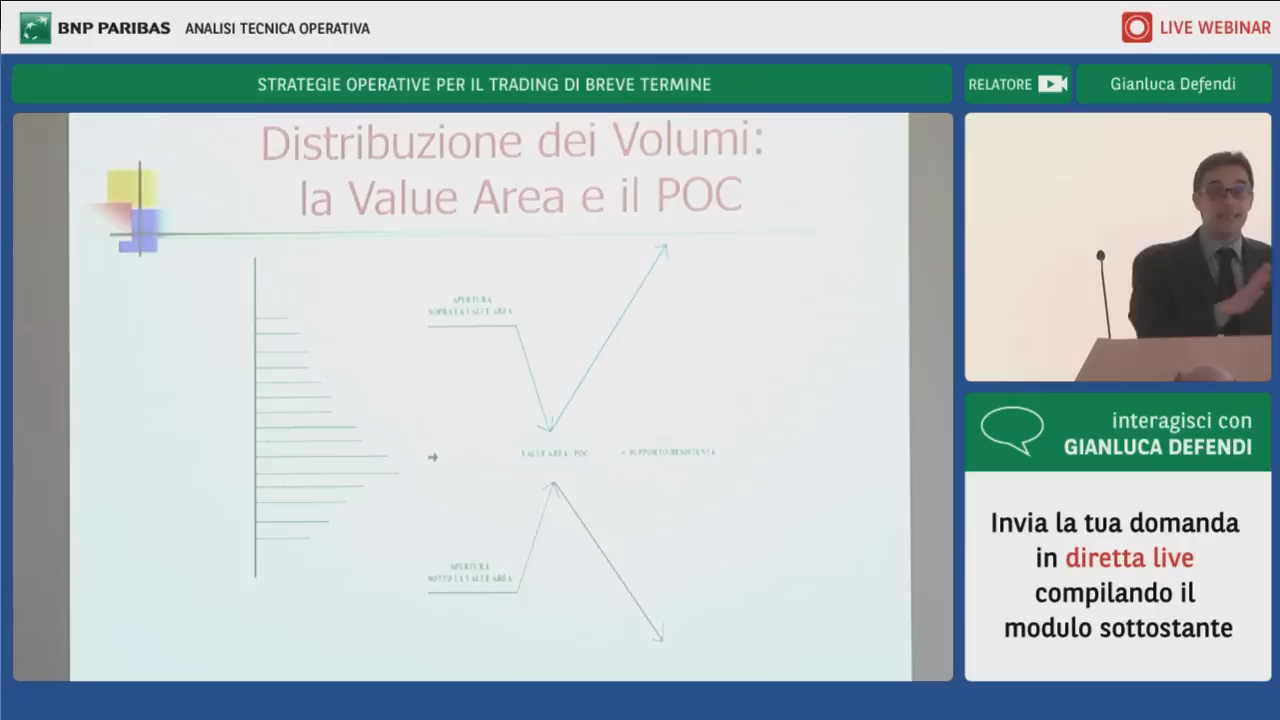 BNP PARIBAS ANALISI TECNICA OPERATIVA
LIVE WEBINAR
STRATEGIE OPERATIVE PER IL TRADING DI BREVE TERMINE
RELATORE
Gianluca Defendi
Distribuzione dei Volumi:
la Value Area e il POC
APERTURA
SOPRA LA VALUE AREA
VALUE AREA POC = SUPPORTO/RESISTENZA
APERTURA
SOTTO LA VALUE AREA
interagisci con
GIANLUCA DEFENDI
Invia la tua domanda
in diretta live
compilando il
modulo sottostante